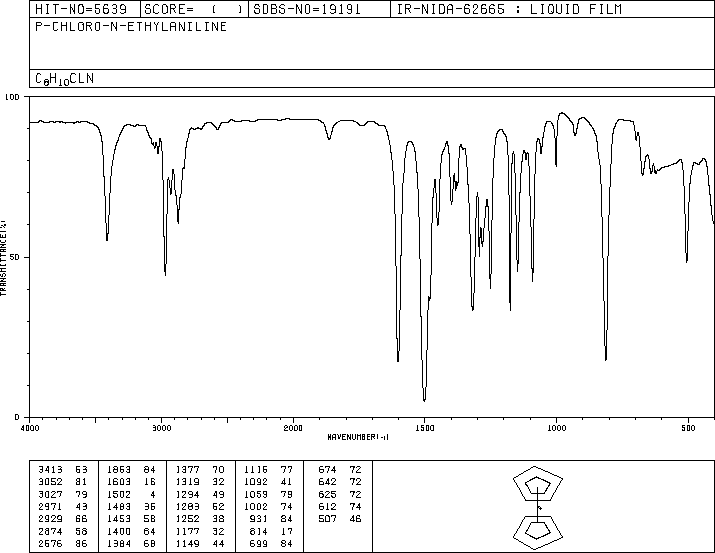 HIT-NO=5639 SCORE= ( ) SDBS-NO=19191 IR-NIDA-62665 : LIQUID FILM
P-CHLORO-N-ETHYLANILINE
C8H10CLN
100
TRANSMITTANCE(%)
50
0
4000 3000 2000 1500 1000 500
WAVENUMBER(-1)
3413 53 1863 84 1377 70 1116 77 674 72
3052 81 1603 16 1319 32 1092 41 642 72
3027 79 1502 4 1294 49 1059 79 625 72
2971 43 1483 35 1283 52 1002 74 612 74
2929 66 1453 58 1252 38 931 84 507 46
2874 58 1400 64 1177 32 814 17
2576 86 1384 68 1149 44 699 84